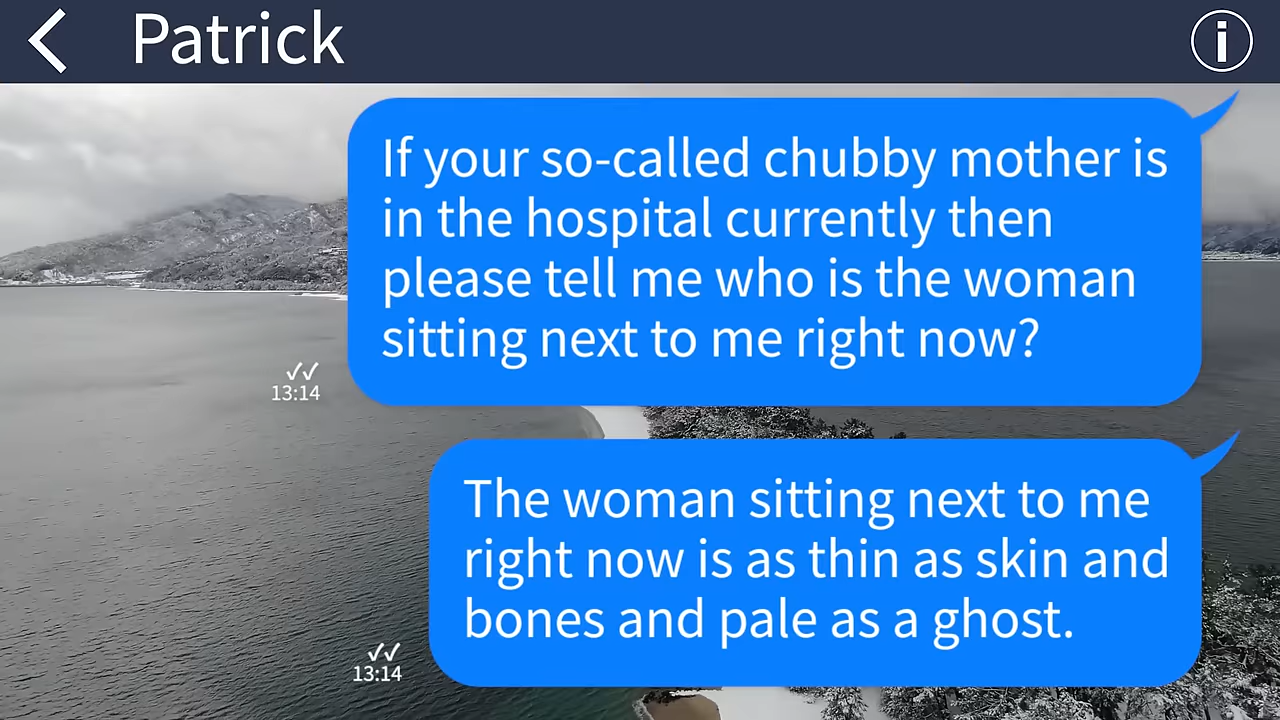 Patrick
If your so-called chubby mother is
in the hospital currently then
please tell me who is the woman
sitting next to me right now?
13:14
The woman sitting next to me
right now is as thin as skin and
bones and pale as a ghost.
13:14